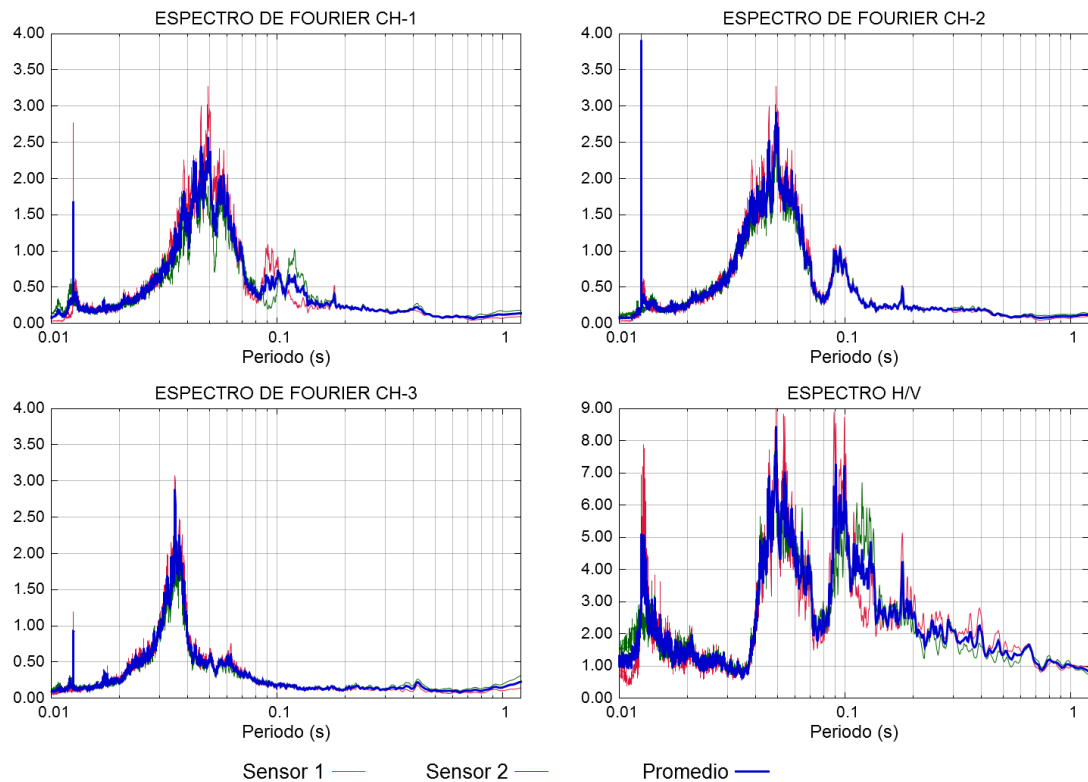 ESPECTRO DE FOURIER CH-1
4.00
3.50
3.00
2.50
2.00
1.50
1.00
0.50
0.00
0.01 0.1 1
Periodo (s)
ESPECTRO DE FOURIER CH-2
4.00
3.50
3.00
2.50
2.00
1.50
1.00
0.50
0.00
0.01 0.1 1
Periodo (s)
ESPECTRO DE FOURIER CH-3
4.00
3.50
3.00
2.50
2.00
1.50
1.00
0.50
0.00
0.01 0.1 1
Periodo (s)
ESPECTRO H/V
9.00
8.00
7.00
6.00
5.00
4.00
3.00
2.00
1.00
0.00
0.01 0.1 1
Periodo (s)
Sensor 1 Sensor 2 Promedio